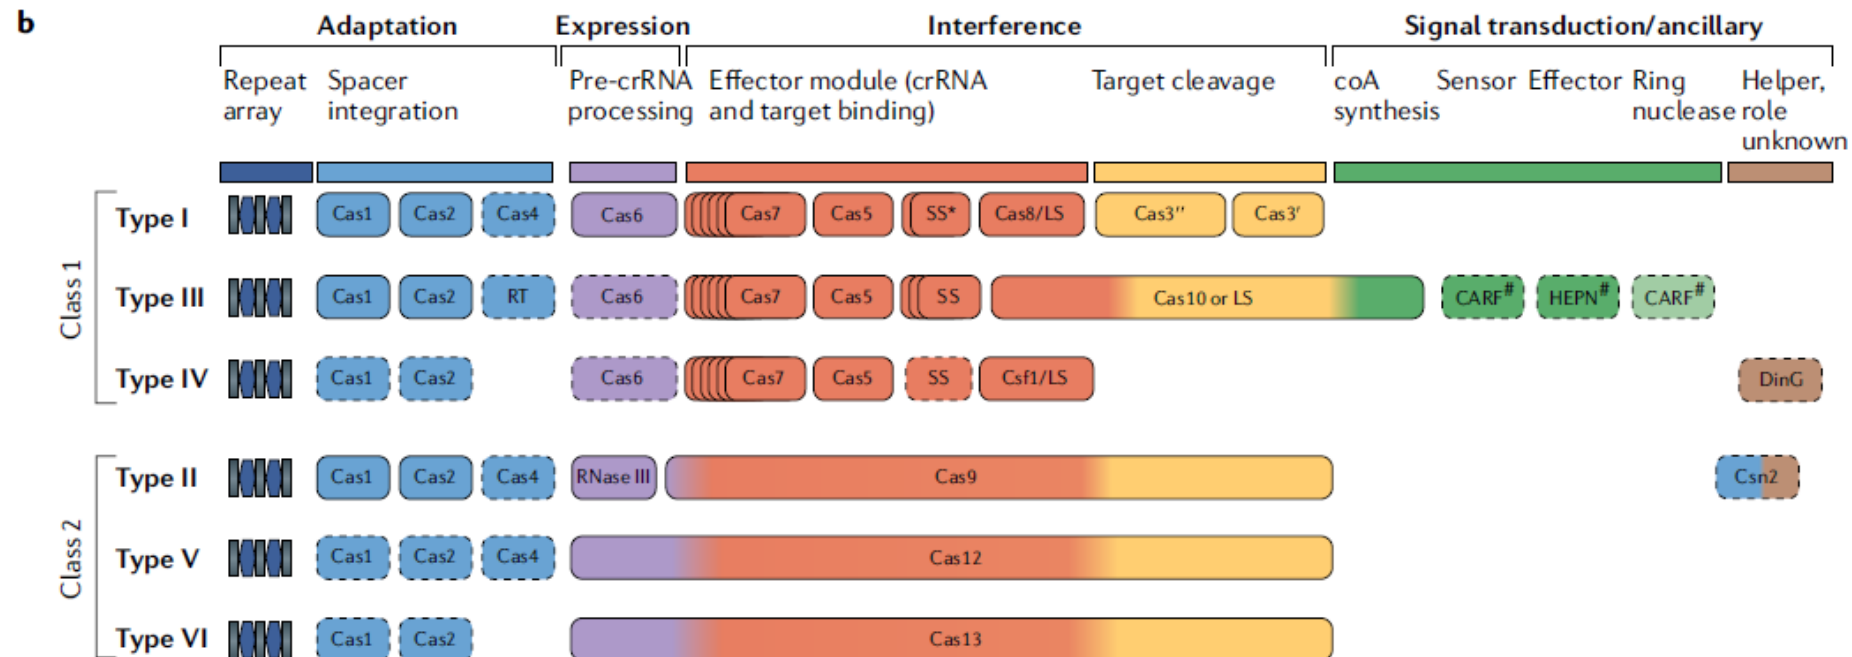 b
Adaptation Expression Interference Signal transduction/ancillary
Repeat array
Spacer integration
Pre-crRNA processing
Effector module (crRNA and target binding)
Target cleavage
coA synthesis
Sensor
Effector
Ring nuclease
Helper, role unknown
Class 1
Type I Cas1 Cas2 Cas4 Cas6 Cas7 Cas5 SS* Cas8/LS Cas3″ Cas3′
Type III Cas1 Cas2 RT Cas6 Cas7 Cas5 SS Cas10 or LS CARF# HEPN# CARF#
Type IV Cas1 Cas2 Cas6 Cas7 Cas5 SS Csf1/LS DinG
Class 2
Type II Cas1 Cas2 Cas4 RNase III Cas9 Csn2
Type V Cas1 Cas2 Cas4 Cas12
Type VI Cas1 Cas2 Cas13